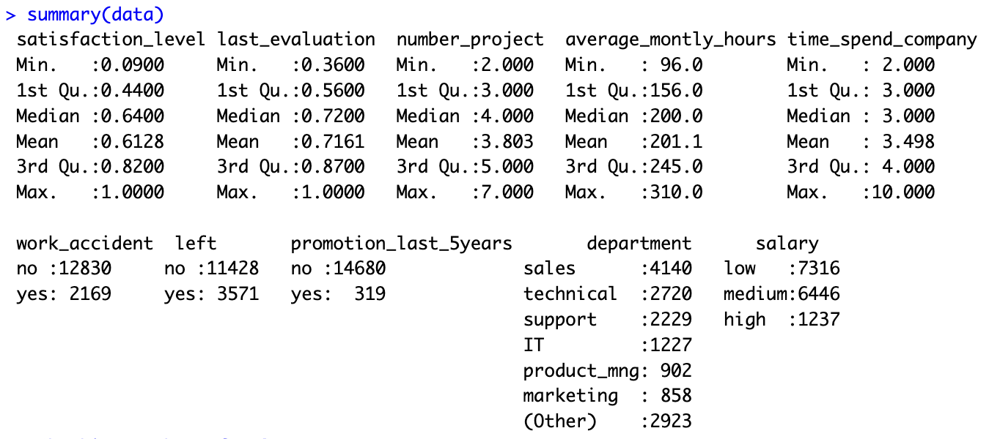 > summary(data)
satisfaction_level last_evaluation  number_project  average_montly_hours time_spend_company
Min.   :0.0900     Min.   :0.3600   Min.   :2.000   Min.   : 96.0        Min.   : 2.000
1st Qu.:0.4400     1st Qu.:0.5600   1st Qu.:3.000   1st Qu.:156.0        1st Qu.: 3.000
Median :0.6400     Median :0.7200   Median :4.000   Median :200.0        Median : 3.000
Mean   :0.6128     Mean   :0.7161   Mean   :3.803   Mean   :201.1        Mean   : 3.498
3rd Qu.:0.8200     3rd Qu.:0.8700   3rd Qu.:5.000   3rd Qu.:245.0        3rd Qu.: 4.000
Max.   :1.0000     Max.   :1.0000   Max.   :7.000   Max.   :310.0        Max.   :10.000
work_accident  left       promotion_last_5years       department      salary
no :12830     no :11428   no :14680             sales      :4140   low   :7316
yes: 2169     yes: 3571   yes:  319             technical  :2720   medium:6446
support    :2229   high  :1237
IT         :1227
product_mng: 902
marketing  : 858
(Other)    :2923